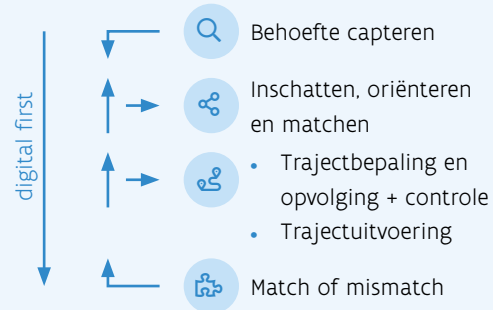 digital first
Behoefte capteren
Inschatten, oriënteren
en matchen
• Trajectbepaling en
opvolging + controle
• Trajectuitvoering
Match of mismatch